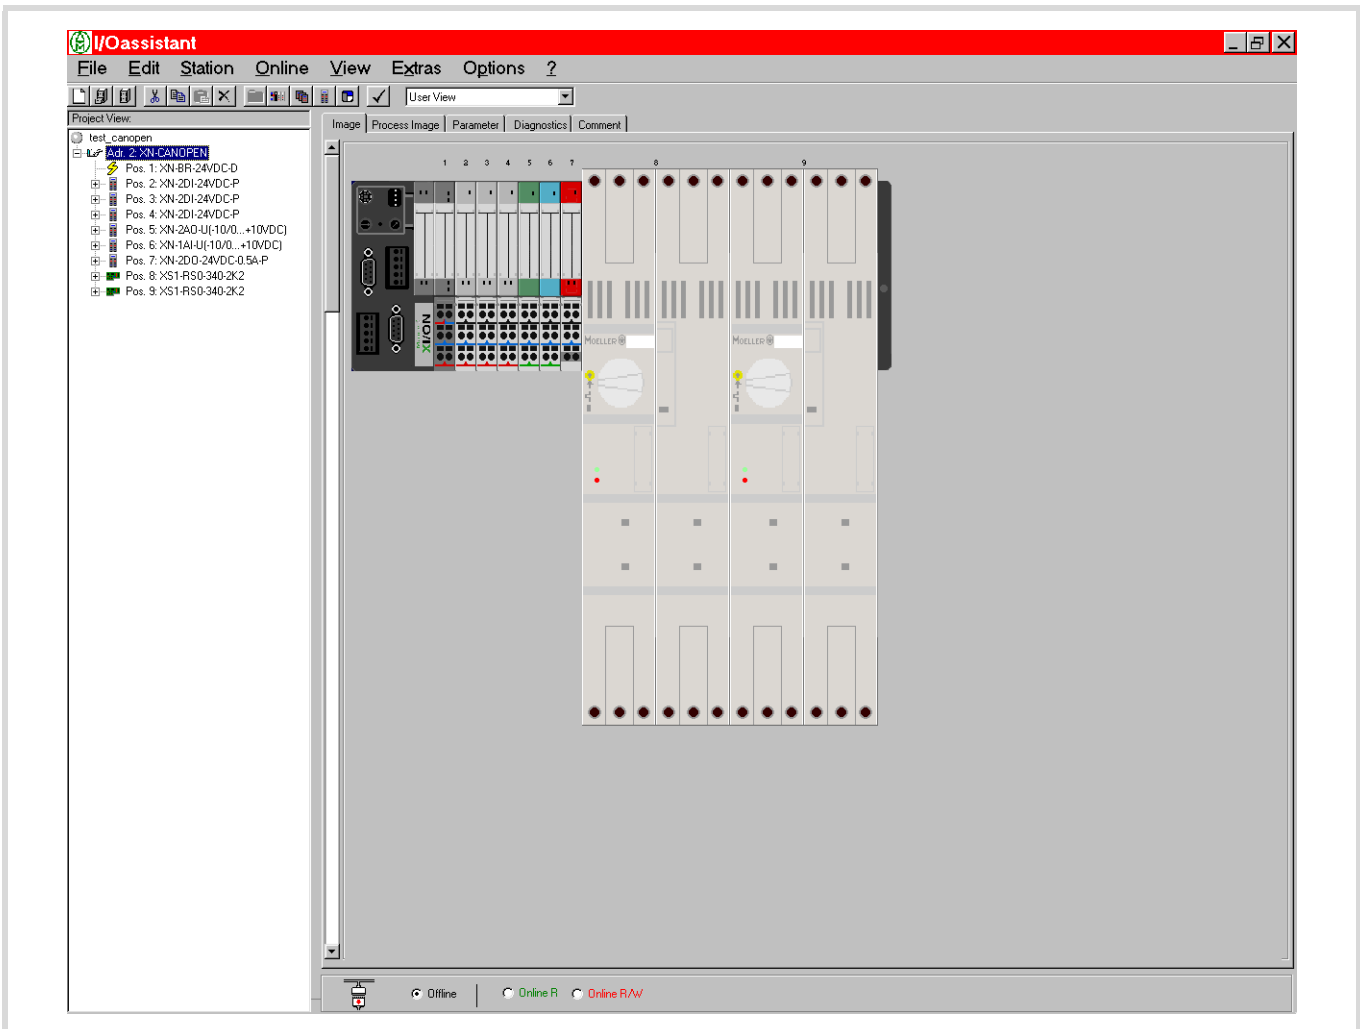 I/Oassistant
File Edit Station Online View Extras Options ?
User View
Project View:
Image Process Image Parameter Diagnostics Comment
test_canopen
Adr. 2: XN-CANOPEN
Pos. 1: XN-BR-24VDC-D
Pos. 2: XN-2DI-24VDC-P
Pos. 3: XN-2DI-24VDC-P
Pos. 4: XN-2DI-24VDC-P
Pos. 5: XN-2AO-U(-10/0...+10VDC)
Pos. 6: XN-1AI-U(-10/0...+10VDC)
Pos. 7: XN-2DO-24VDC-0.5A-P
Pos. 8: XS1-RS0-340-2K2
Pos. 9: XS1-RS0-340-2K2
1 2 3 4 5 6 7 8 9
XI/ON
MOELLER MOELLER
Offline Online R Online R/W